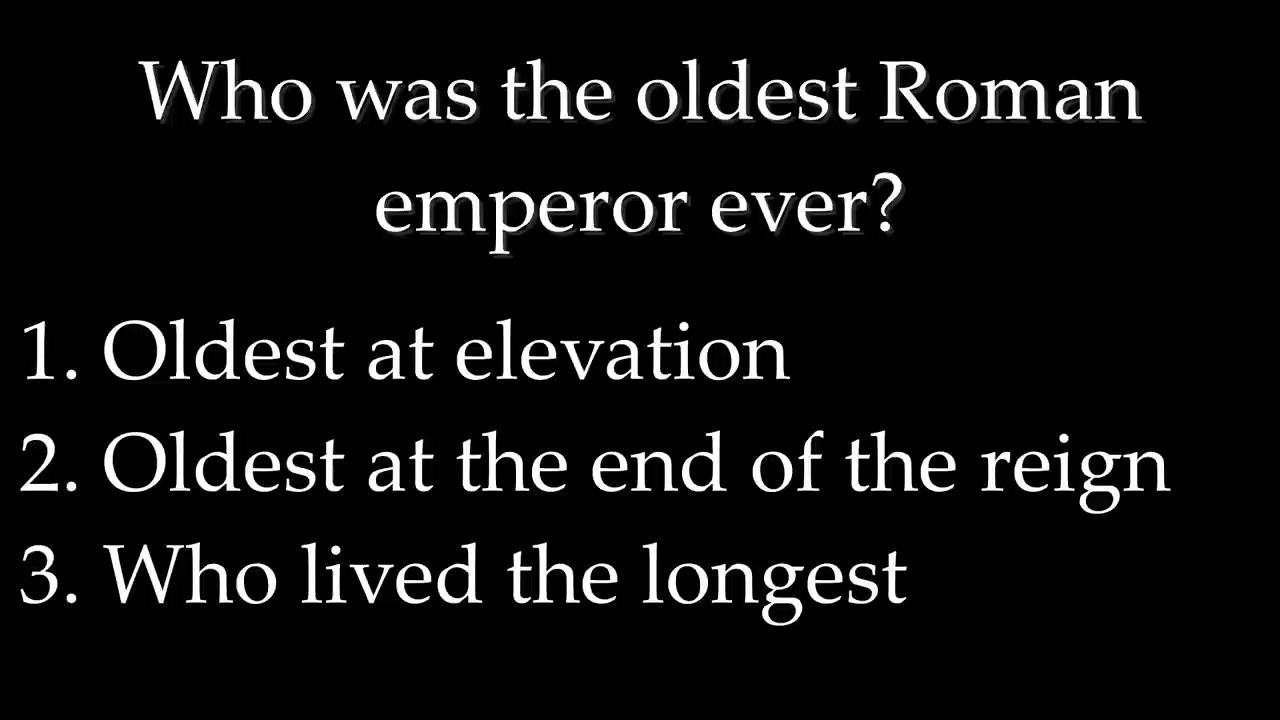 Who was the oldest Roman
emperor ever?
1. Oldest at elevation
2. Oldest at the end of the reign
3. Who lived the longest